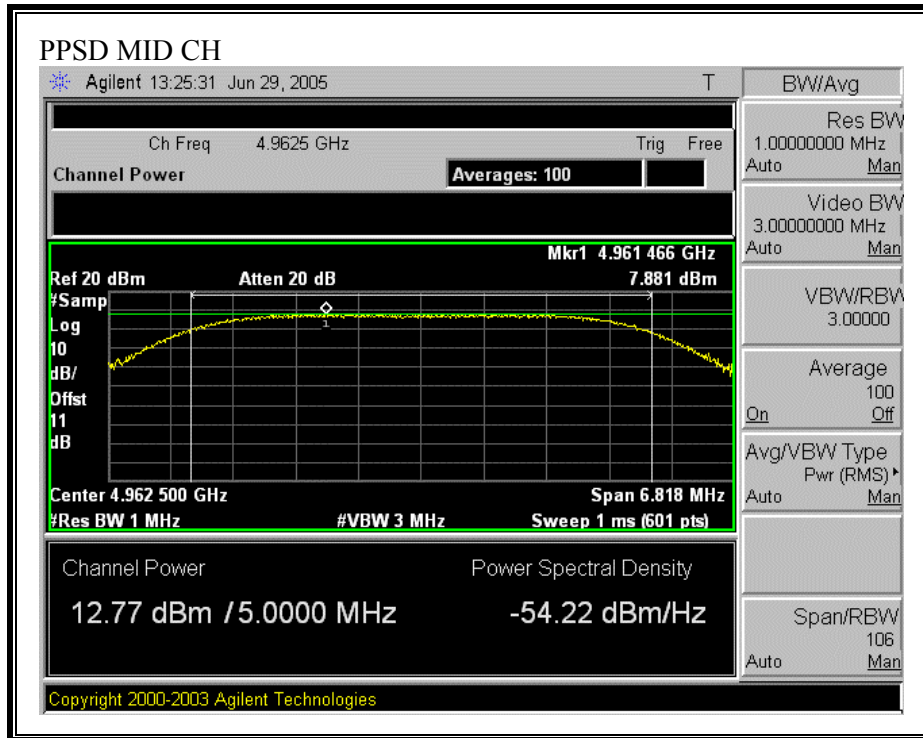 PPSD MID CH
Agilent 13:25:31 Jun 29, 2005 T
BW/Avg
Ch Freq 4.9625 GHz Trig Free
Channel Power Averages: 100
Mkr1 4.961 466 GHz
Ref 20 dBm Atten 20 dB 7.881 dBm
#Samp
Log
10
dB/
Offst
11
dB
1
Center 4.962 500 GHz Span 6.818 MHz
#Res BW 1 MHz #VBW 3 MHz Sweep 1 ms (601 pts)
Channel Power Power Spectral Density
12.77 dBm /5.0000 MHz -54.22 dBm/Hz
Copyright 2000-2003 Agilent Technologies
Res BW
1.00000000 MHz
Auto Man
Video BW
3.00000000 MHz
Auto Man
VBW/RBW
3.00000
Average
100
On Off
Avg/VBW Type
Pwr (RMS)
Auto Man
Span/RBW
106
Auto Man